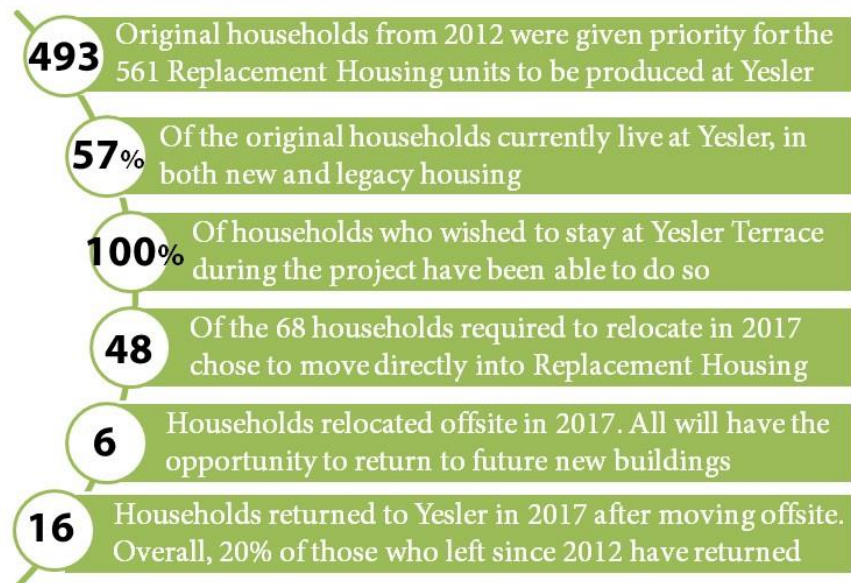 493
Original households from 2012 were given priority for the
561 Replacement Housing units to be produced at Yesler
57%
Of the original households currently live at Yesler, in
both new and legacy housing
100%
Of households who wished to stay at Yesler Terrace
during the project have been able to do so
48
Of the 68 households required to relocate in 2017
chose to move directly into Replacement Housing
6
Households relocated offsite in 2017. All will have the
opportunity to return to future new buildings
16
Households returned to Yesler in 2017 after moving offsite.
Overall, 20% of those who left since 2012 have returned